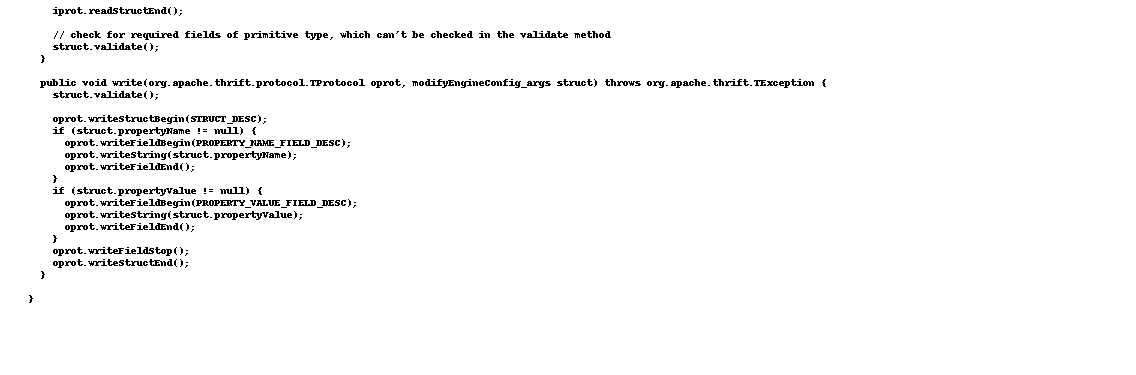 iprot.readStructEnd();

// check for required fields of primitive type, which can't be checked in the validate method
struct.validate();
}

public void write(org.apache.thrift.protocol.TProtocol oprot, modifyEngineConfig_args struct) throws org.apache.thrift.TException {
struct.validate();

oprot.writeStructBegin(STRUCT_DESC);
if (struct.propertyName != null) {
oprot.writeFieldBegin(PROPERTY_NAME_FIELD_DESC);
oprot.writeString(struct.propertyName);
oprot.writeFieldEnd();
}
if (struct.propertyValue != null) {
oprot.writeFieldBegin(PROPERTY_VALUE_FIELD_DESC);
oprot.writeString(struct.propertyValue);
oprot.writeFieldEnd();
}
oprot.writeFieldStop();
oprot.writeStructEnd();
}

}